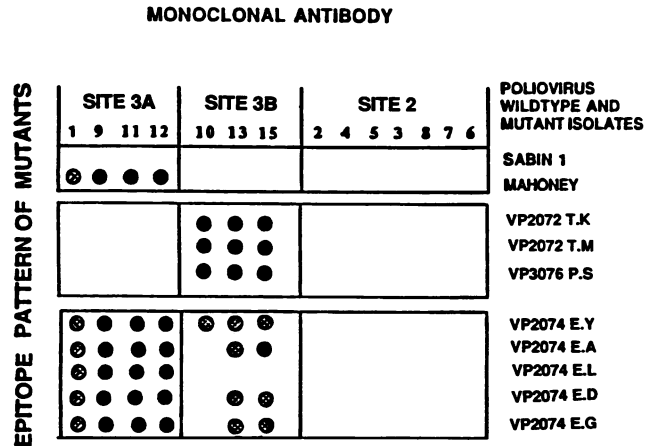 MONOCLONAL ANTIBODY
EPITOPE PATTERN OF MUTANTS
SITE 3A SITE 3B SITE 2
1 9 11 12 10 13 15 2 4 5 3 8 7 6
POLIOVIRUS
WILDTYPE AND
MUTANT ISOLATES
SABIN 1
MAHONEY
VP2072 T.K
VP2072 T.M
VP3076 P.S
VP2074 E.Y
VP2074 E.A
VP2074 E.L
VP2074 E.D
VP2074 E.G